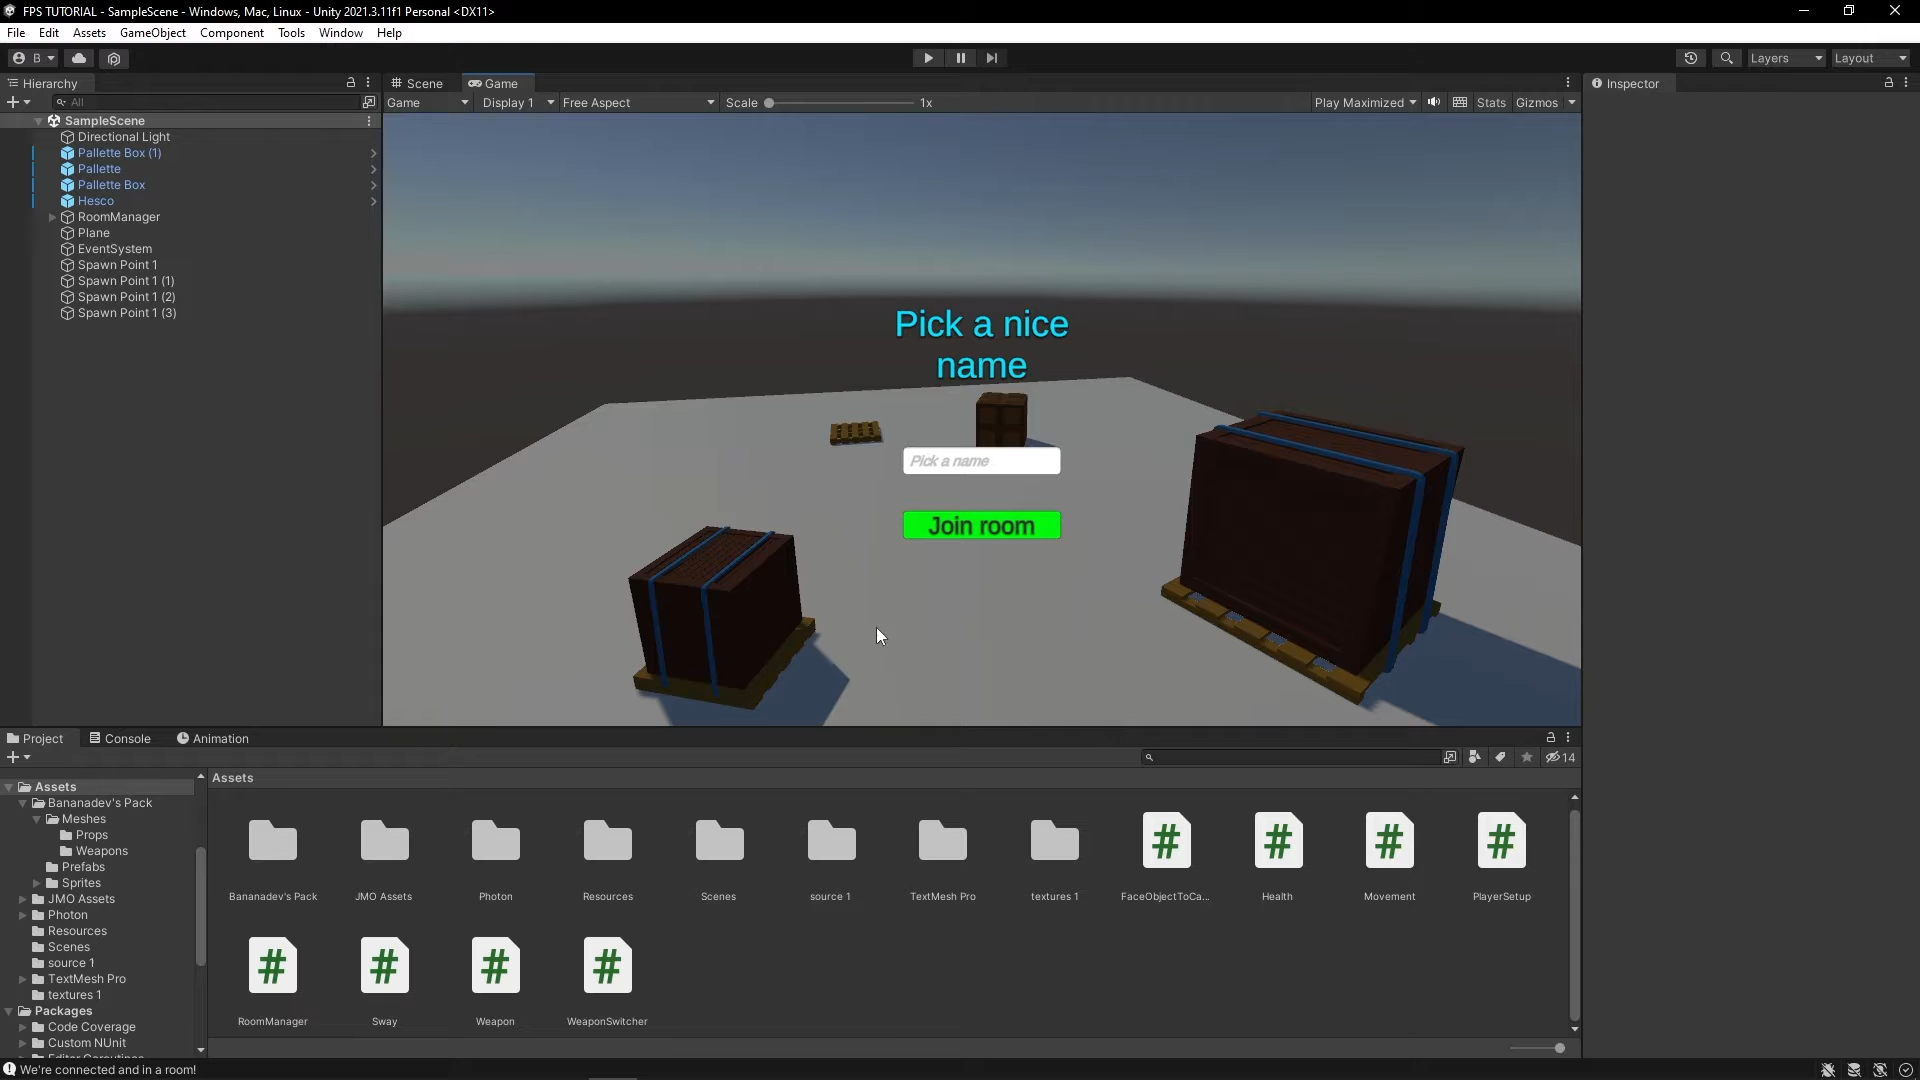 FPS TUTORIAL - SampleScene - Windows, Mac, Linux - Unity 2021.3.11f1 Personal <DX11>
File Edit Assets GameObject Component Tools Window Help
B
Layers Layout
Hierarchy
All
SampleScene
Directional Light
Pallette Box (1)
Pallette
Pallette Box
Hesco
RoomManager
Plane
EventSystem
Spawn Point 1
Spawn Point 1 (1)
Spawn Point 1 (2)
Spawn Point 1 (3)
Scene Game
Game Display 1 Free Aspect Scale 1x Play Maximized Stats Gizmos
Pick a nice
name
Pick a name
Join room
Inspector
Project Console Animation
14
Assets
Bananadev's Pack
Meshes
Props
Weapons
Prefabs
Sprites
JMO Assets
Photon
Resources
Scenes
source 1
TextMesh Pro
textures 1
Packages
Code Coverage
Custom NUnit
Editor Coroutines
Assets
Bananadev's Pack JMO Assets Photon Resources Scenes source 1 TextMesh Pro textures 1 FaceObjectToCa... Health Movement PlayerSetup
RoomManager Sway Weapon WeaponSwitcher
We're connected and in a room!